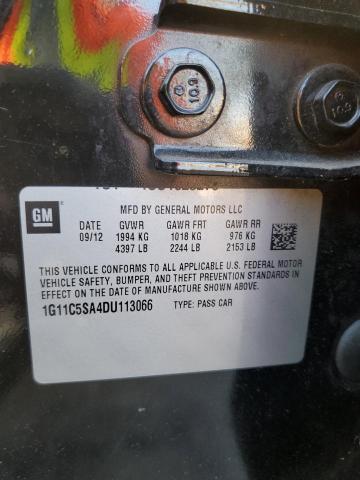 10.9
10.9
GM
MFD BY GENERAL MOTORS LLC
DATE GVWR GAWR FRT GAWR RR
09/12 1994 KG 1018 KG 976 KG
4397 LB 2244 LB 2153 LB
THIS VEHICLE CONFORMS TO ALL APPLICABLE U.S. FEDERAL MOTOR
VEHICLE SAFETY, BUMPER, AND THEFT PREVENTION STANDARDS IN
EFFECT ON THE DATE OF MANUFACTURE SHOWN ABOVE.
1G11C5SA4DU113066 TYPE: PASS CAR